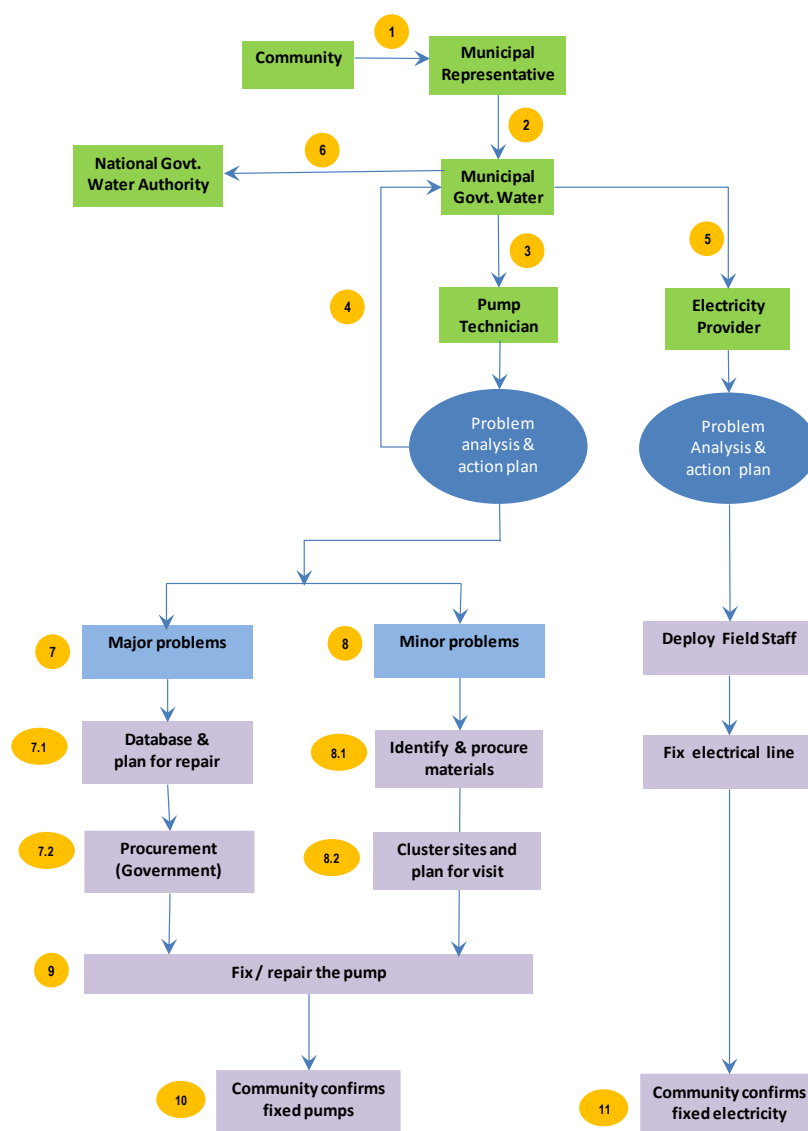 1
Community
Municipal
Representative
2
6
National Govt.
Water Authority
Municipal
Govt. Water
3
5
4
Pump
Technician
Electricity
Provider
Problem
analysis &
action plan
Problem
Analysis &
action plan
7
Major problems
8
Minor problems
Deploy Field Staff
7.1
Database &
plan for repair
8.1
Identify & procure
materials
Fix electrical line
7.2
Procurement
(Government)
8.2
Cluster sites and
plan for visit
9
Fix / repair the pump
10
Community confirms
fixed pumps
11
Community confirms
fixed electricity